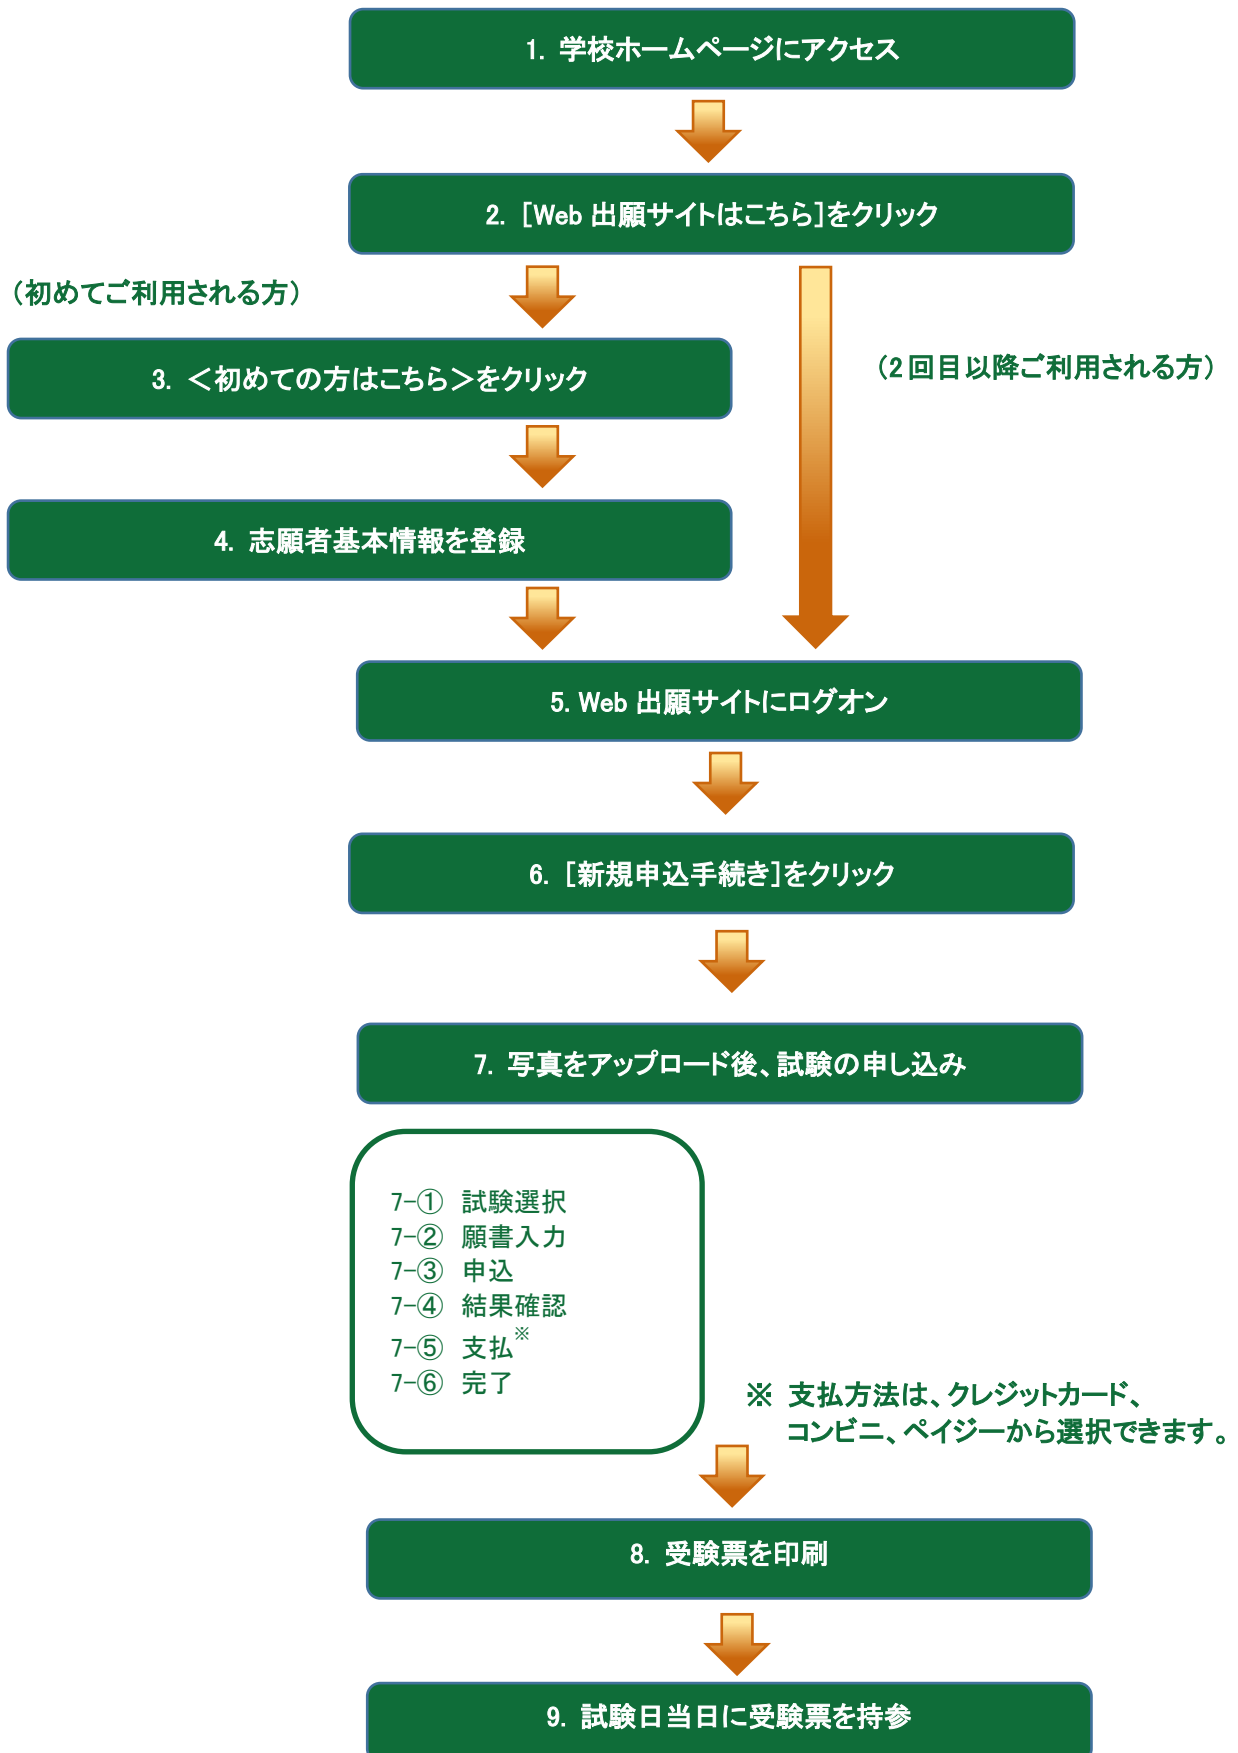 1. 学校ホームページにアクセス
2. [Web 出願サイトはこちら]をクリック
（初めてご利用される方）
3. ＜初めての方はこちら＞をクリック
（2回目以降ご利用される方）
4. 志願者基本情報を登録
5. Web 出願サイトにログオン
6. [新規申込手続き]をクリック
7. 写真をアップロード後、試験の申し込み
7-① 試験選択
7-② 願書入力
7-③ 申込
7-④ 結果確認
7-⑤ 支払※
7-⑥ 完了
※ 支払方法は、クレジットカード、
コンビニ、ペイジーから選択できます。
8. 受験票を印刷
9. 試験日当日に受験票を持参